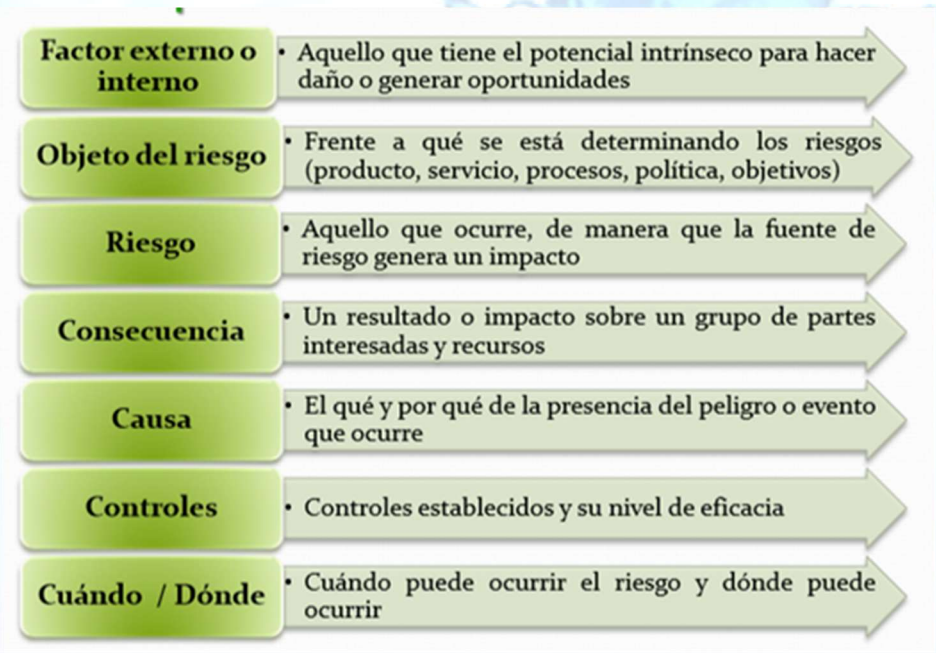 Factor externo o
interno
• Aquello que tiene el potencial intrínseco para hacer
daño o generar oportunidades
Objeto del riesgo
• Frente a qué se está determinando los riesgos
(producto, servicio, procesos, política, objetivos)
Riesgo
• Aquello que ocurre, de manera que la fuente de
riesgo genera un impacto
Consecuencia
• Un resultado o impacto sobre un grupo de partes
interesadas y recursos
Causa
• El qué y por qué de la presencia del peligro o evento
que ocurre
Controles
• Controles establecidos y su nivel de eficacia
Cuándo / Dónde
• Cuándo puede ocurrir el riesgo y dónde puede
ocurrir